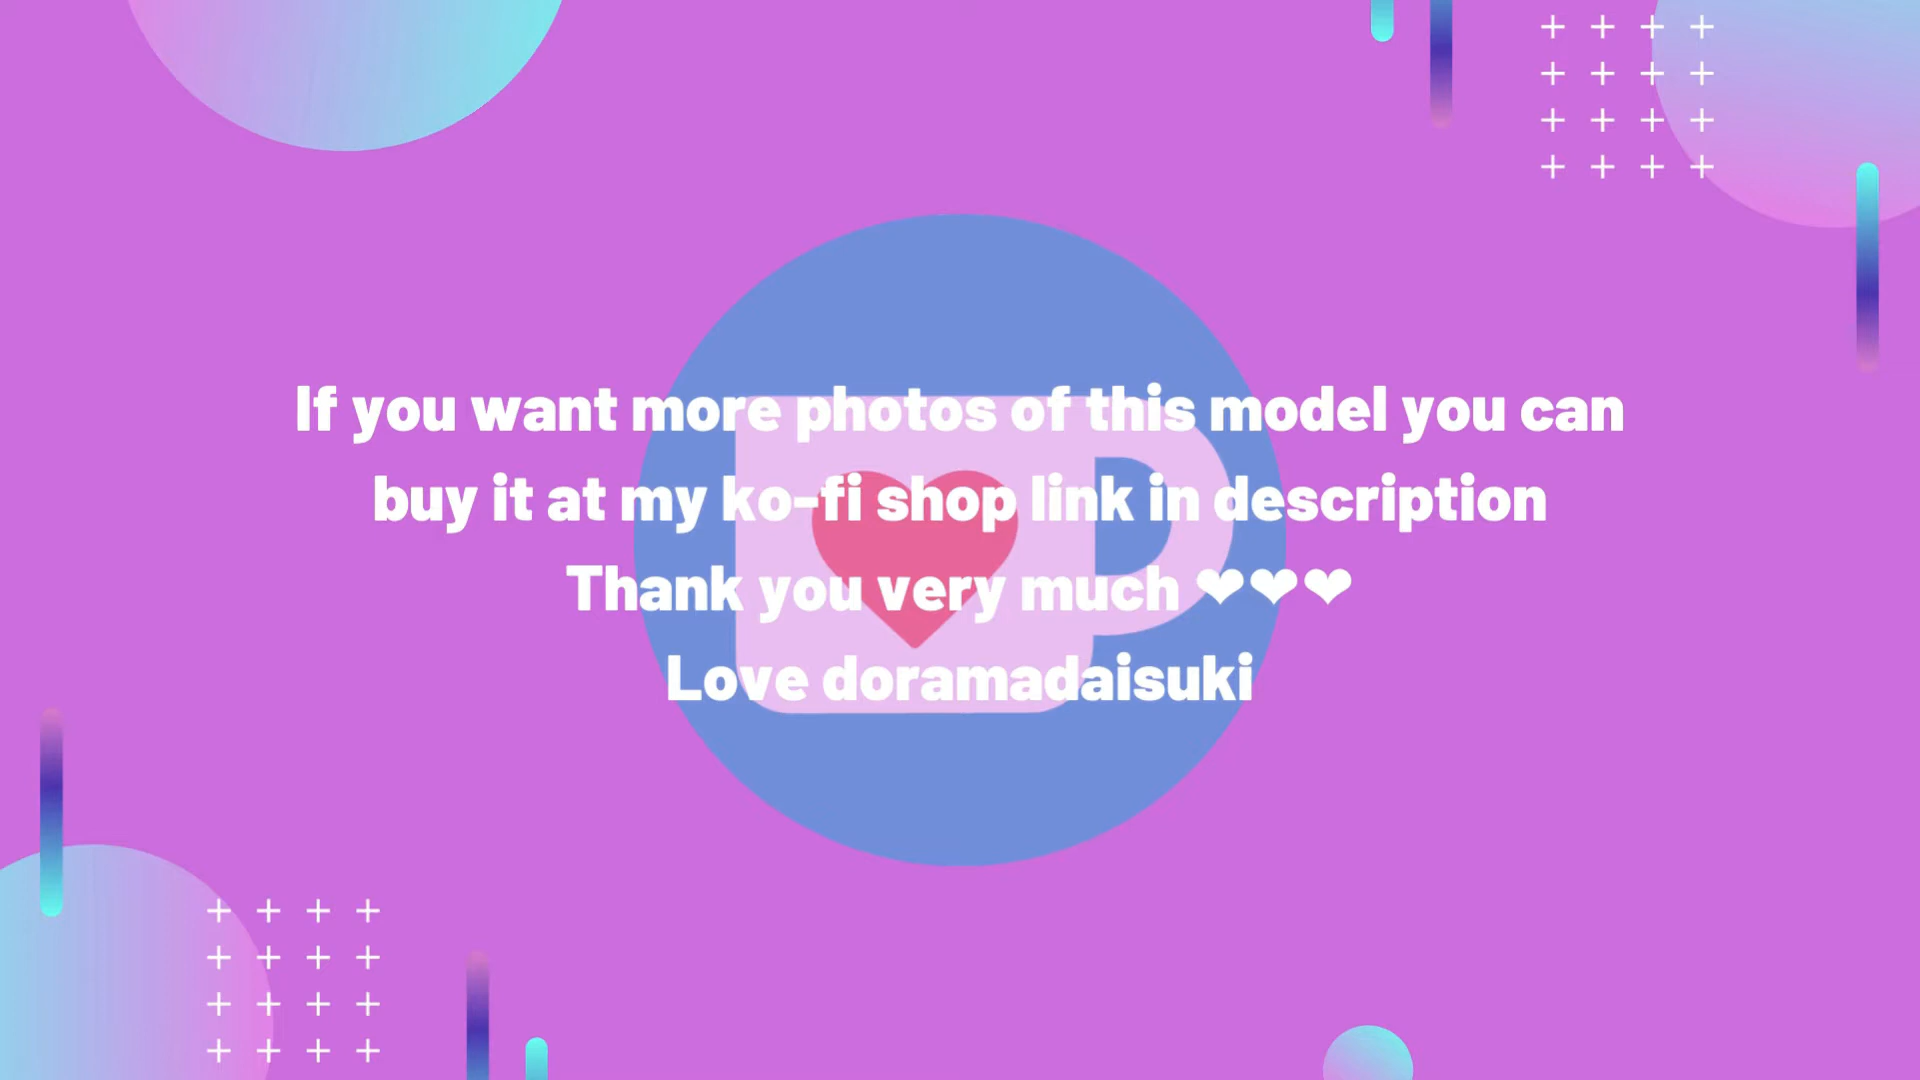 If you want more photos of this model you can
buy it at my ko-fi shop link in description
Thank you very much ❤❤❤
Love doramadaisuki